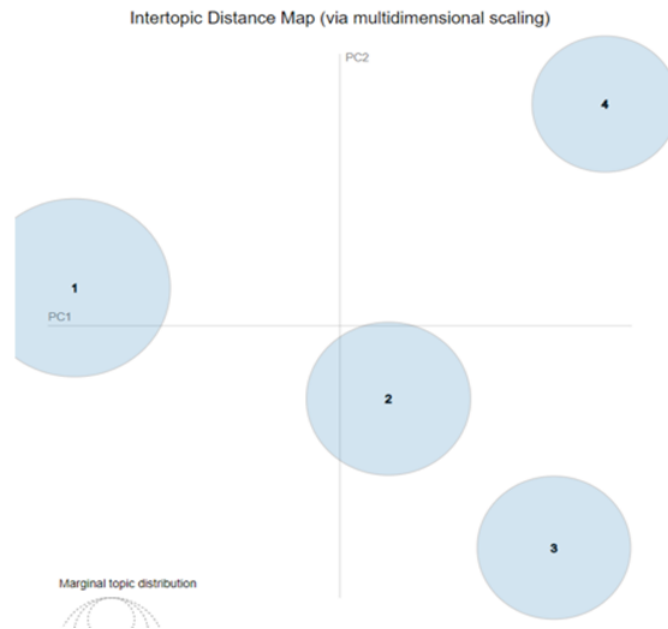 Intertopic Distance Map (via multidimensional scaling)
PC2
4
1
PC1
2
3
Marginal topic distribution